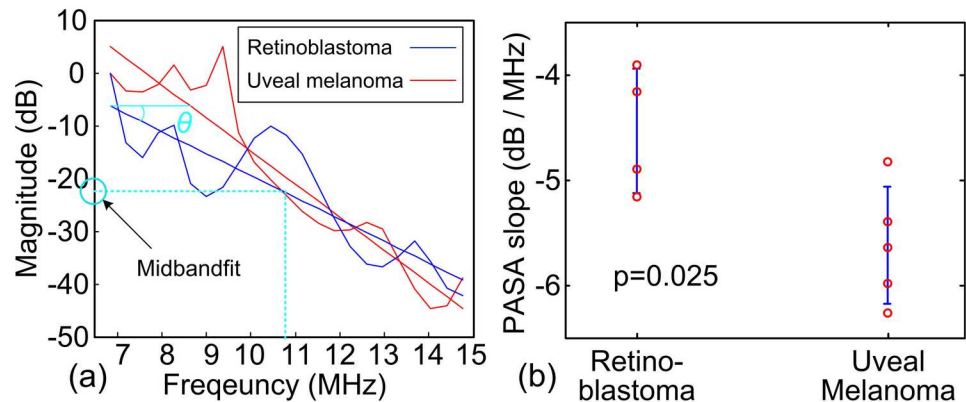 10
0
-10
-20
-30
-40
-50
Magnitude (dB)
Retinoblastoma
Uveal melanoma
θ
Midbandfit
7 8 9 10 11 12 13 14 15
(a) Freqeuncy (MHz)
-4
-5
-6
PASA slope (dB / MHz)
p=0.025
Retino-
blastoma
Uveal
Melanoma
(b)